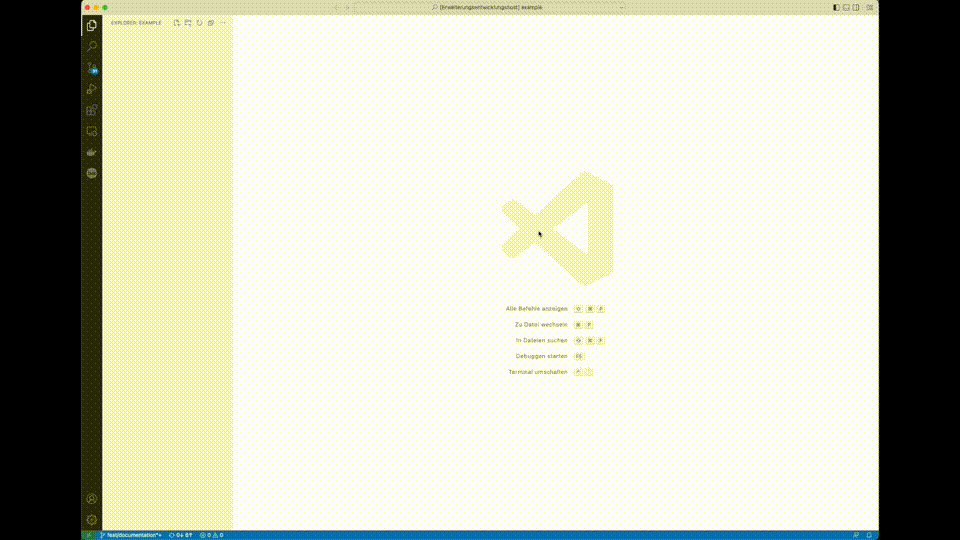 [Erweiterungsentwicklungshost] example
EXPLORER: EXAMPLE
Alle Befehle anzeigen ⇧ ⌘ P
Zu Datei wechseln ⌘ P
In Dateien suchen ⇧ ⌘ F
Debuggen starten F5
Terminal umschalten
feat/documentation*+ 0↓ 8↑ 0 0